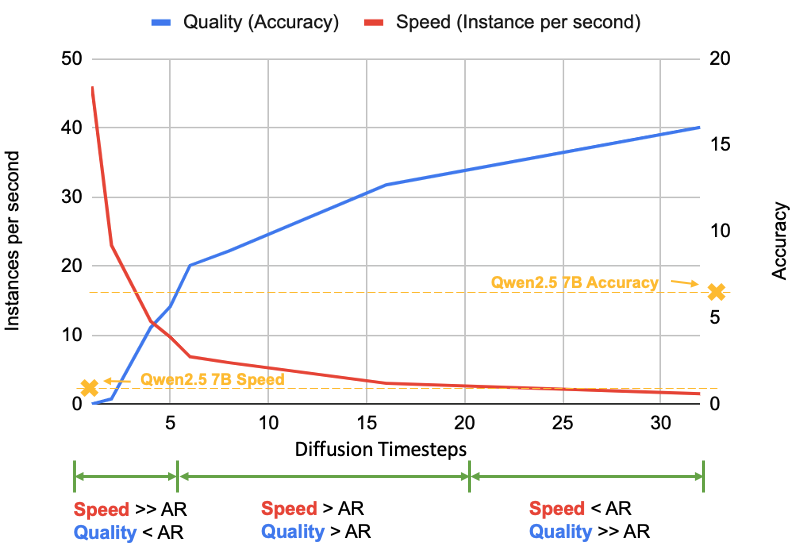 Quality (Accuracy) Speed (Instance per second)
50 20
40
15
30
10
20
Qwen2.5 7B Accuracy
5
10
Qwen2.5 7B Speed
0 0
5 10 15 20 25 30
Instances per second
Accuracy
Diffusion Timesteps
Speed >> AR Speed > AR Speed < AR
Quality < AR Quality > AR Quality >> AR